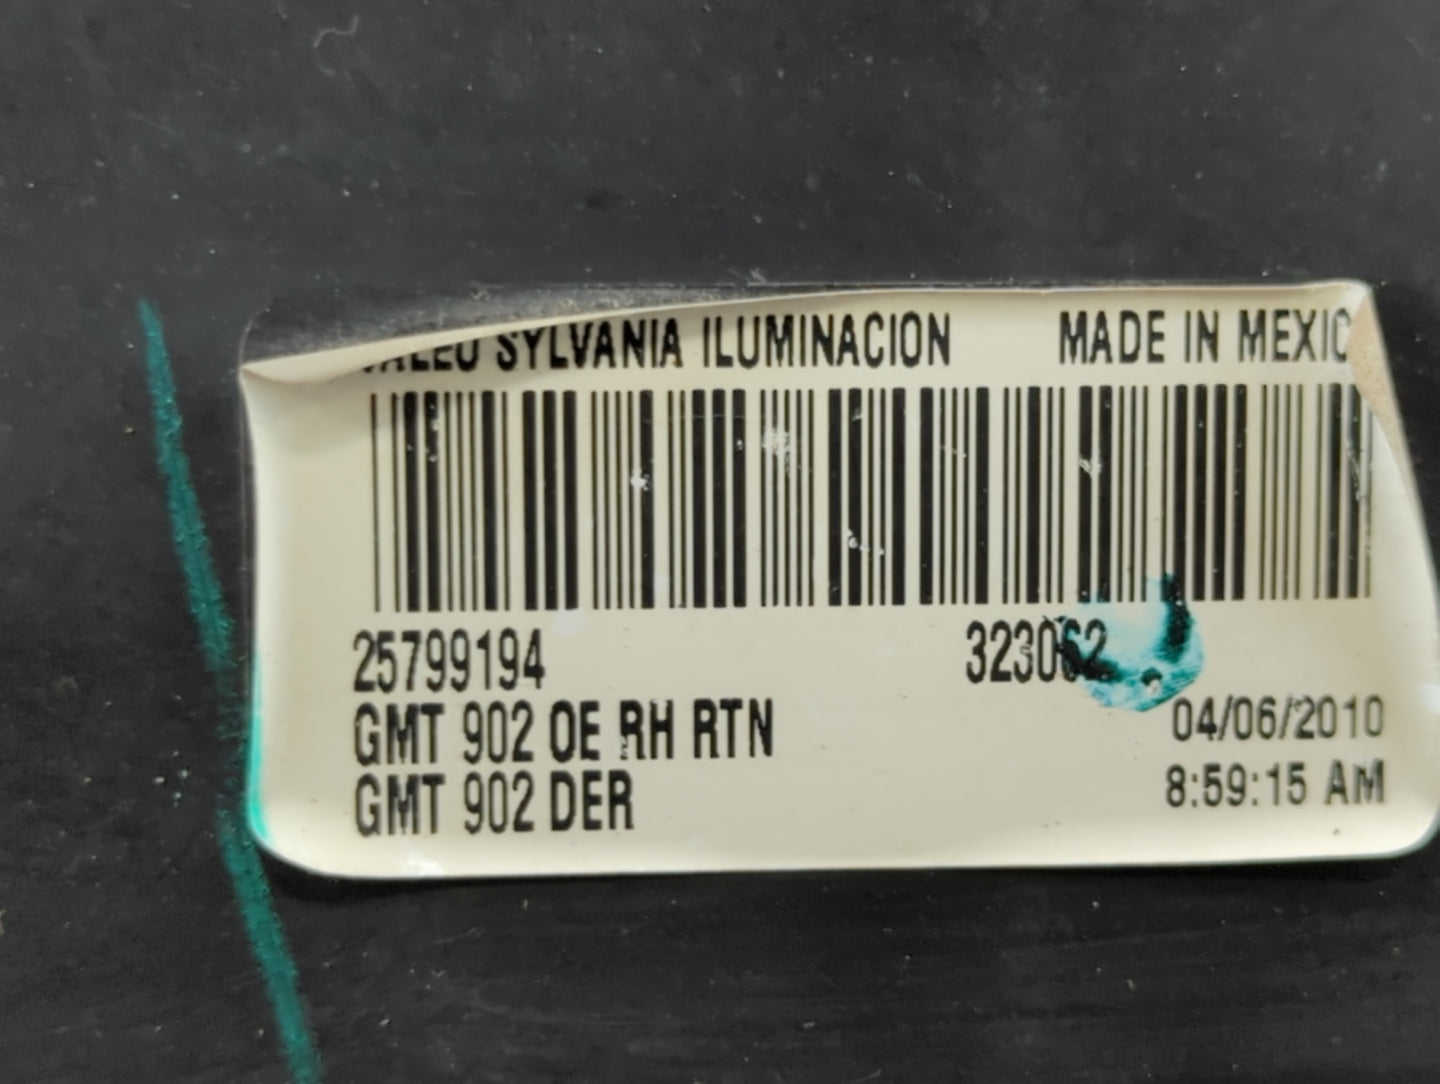 VALEO SYLVANIA ILUMINACION MADE IN MEXIC
25799194 323062
GMT 902 OE RH RTN 04/06/2010
GMT 902 DER 8:59:15 AM